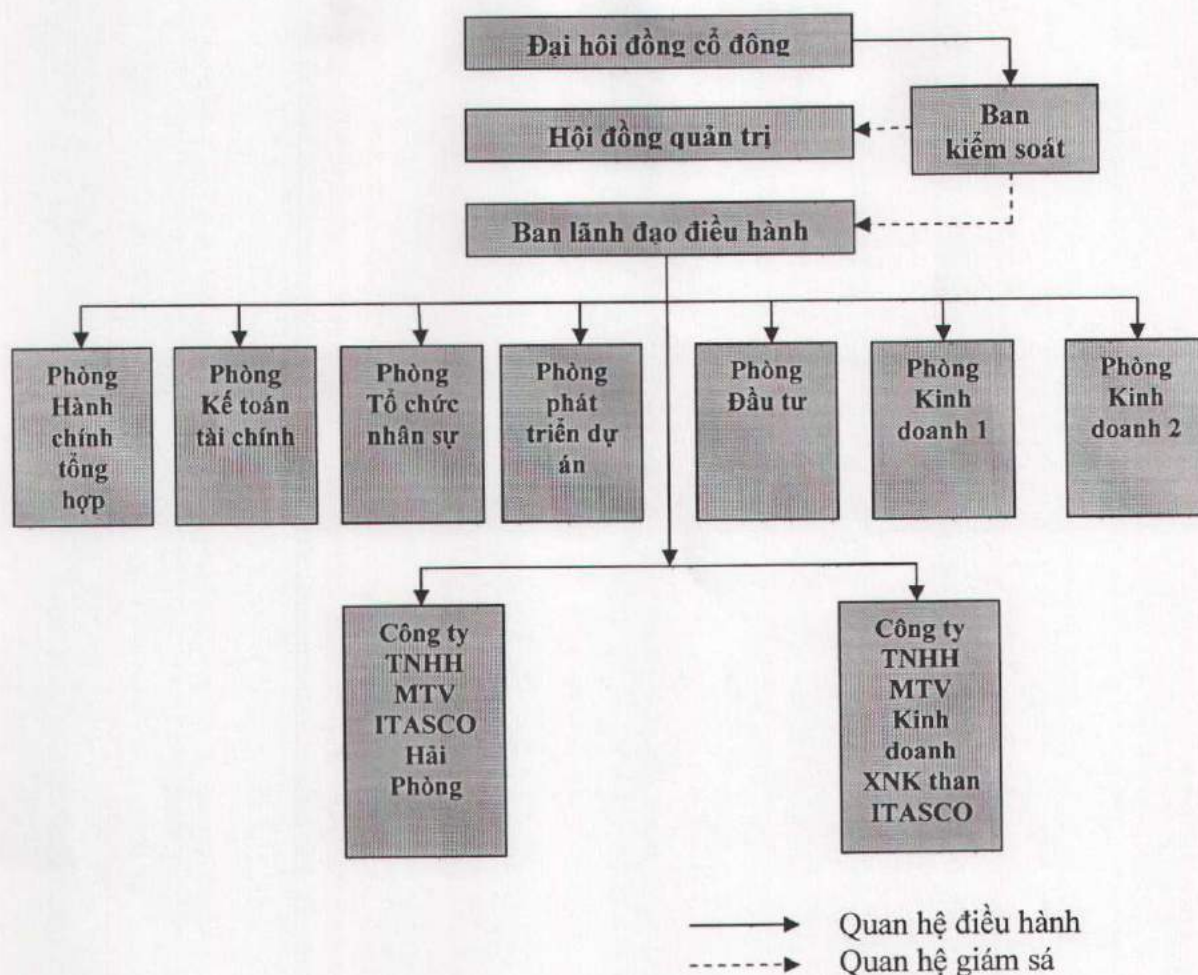 Đại hôi đồng cổ đông
Ban
kiểm soát
Hội đồng quản trị
Ban lãnh đạo điều hành
Phòng
Hành
chính
tổng
hợp
Phòng
Kế toán
tài chính
Phòng
Tổ chức
nhân sự
Phòng
phát
triễn dự
án
Phòng
Đầu tư
Phòng
Kinh
doanh 1
Phòng
Kinh
doanh 2
Công ty
TNHH
MTV
ITASCO
Hải
Phòng
Công ty
TNHH
MTV
Kinh
doanh
XNK than
ITASCO
Quan hệ điều hành
Quan hệ giám sá